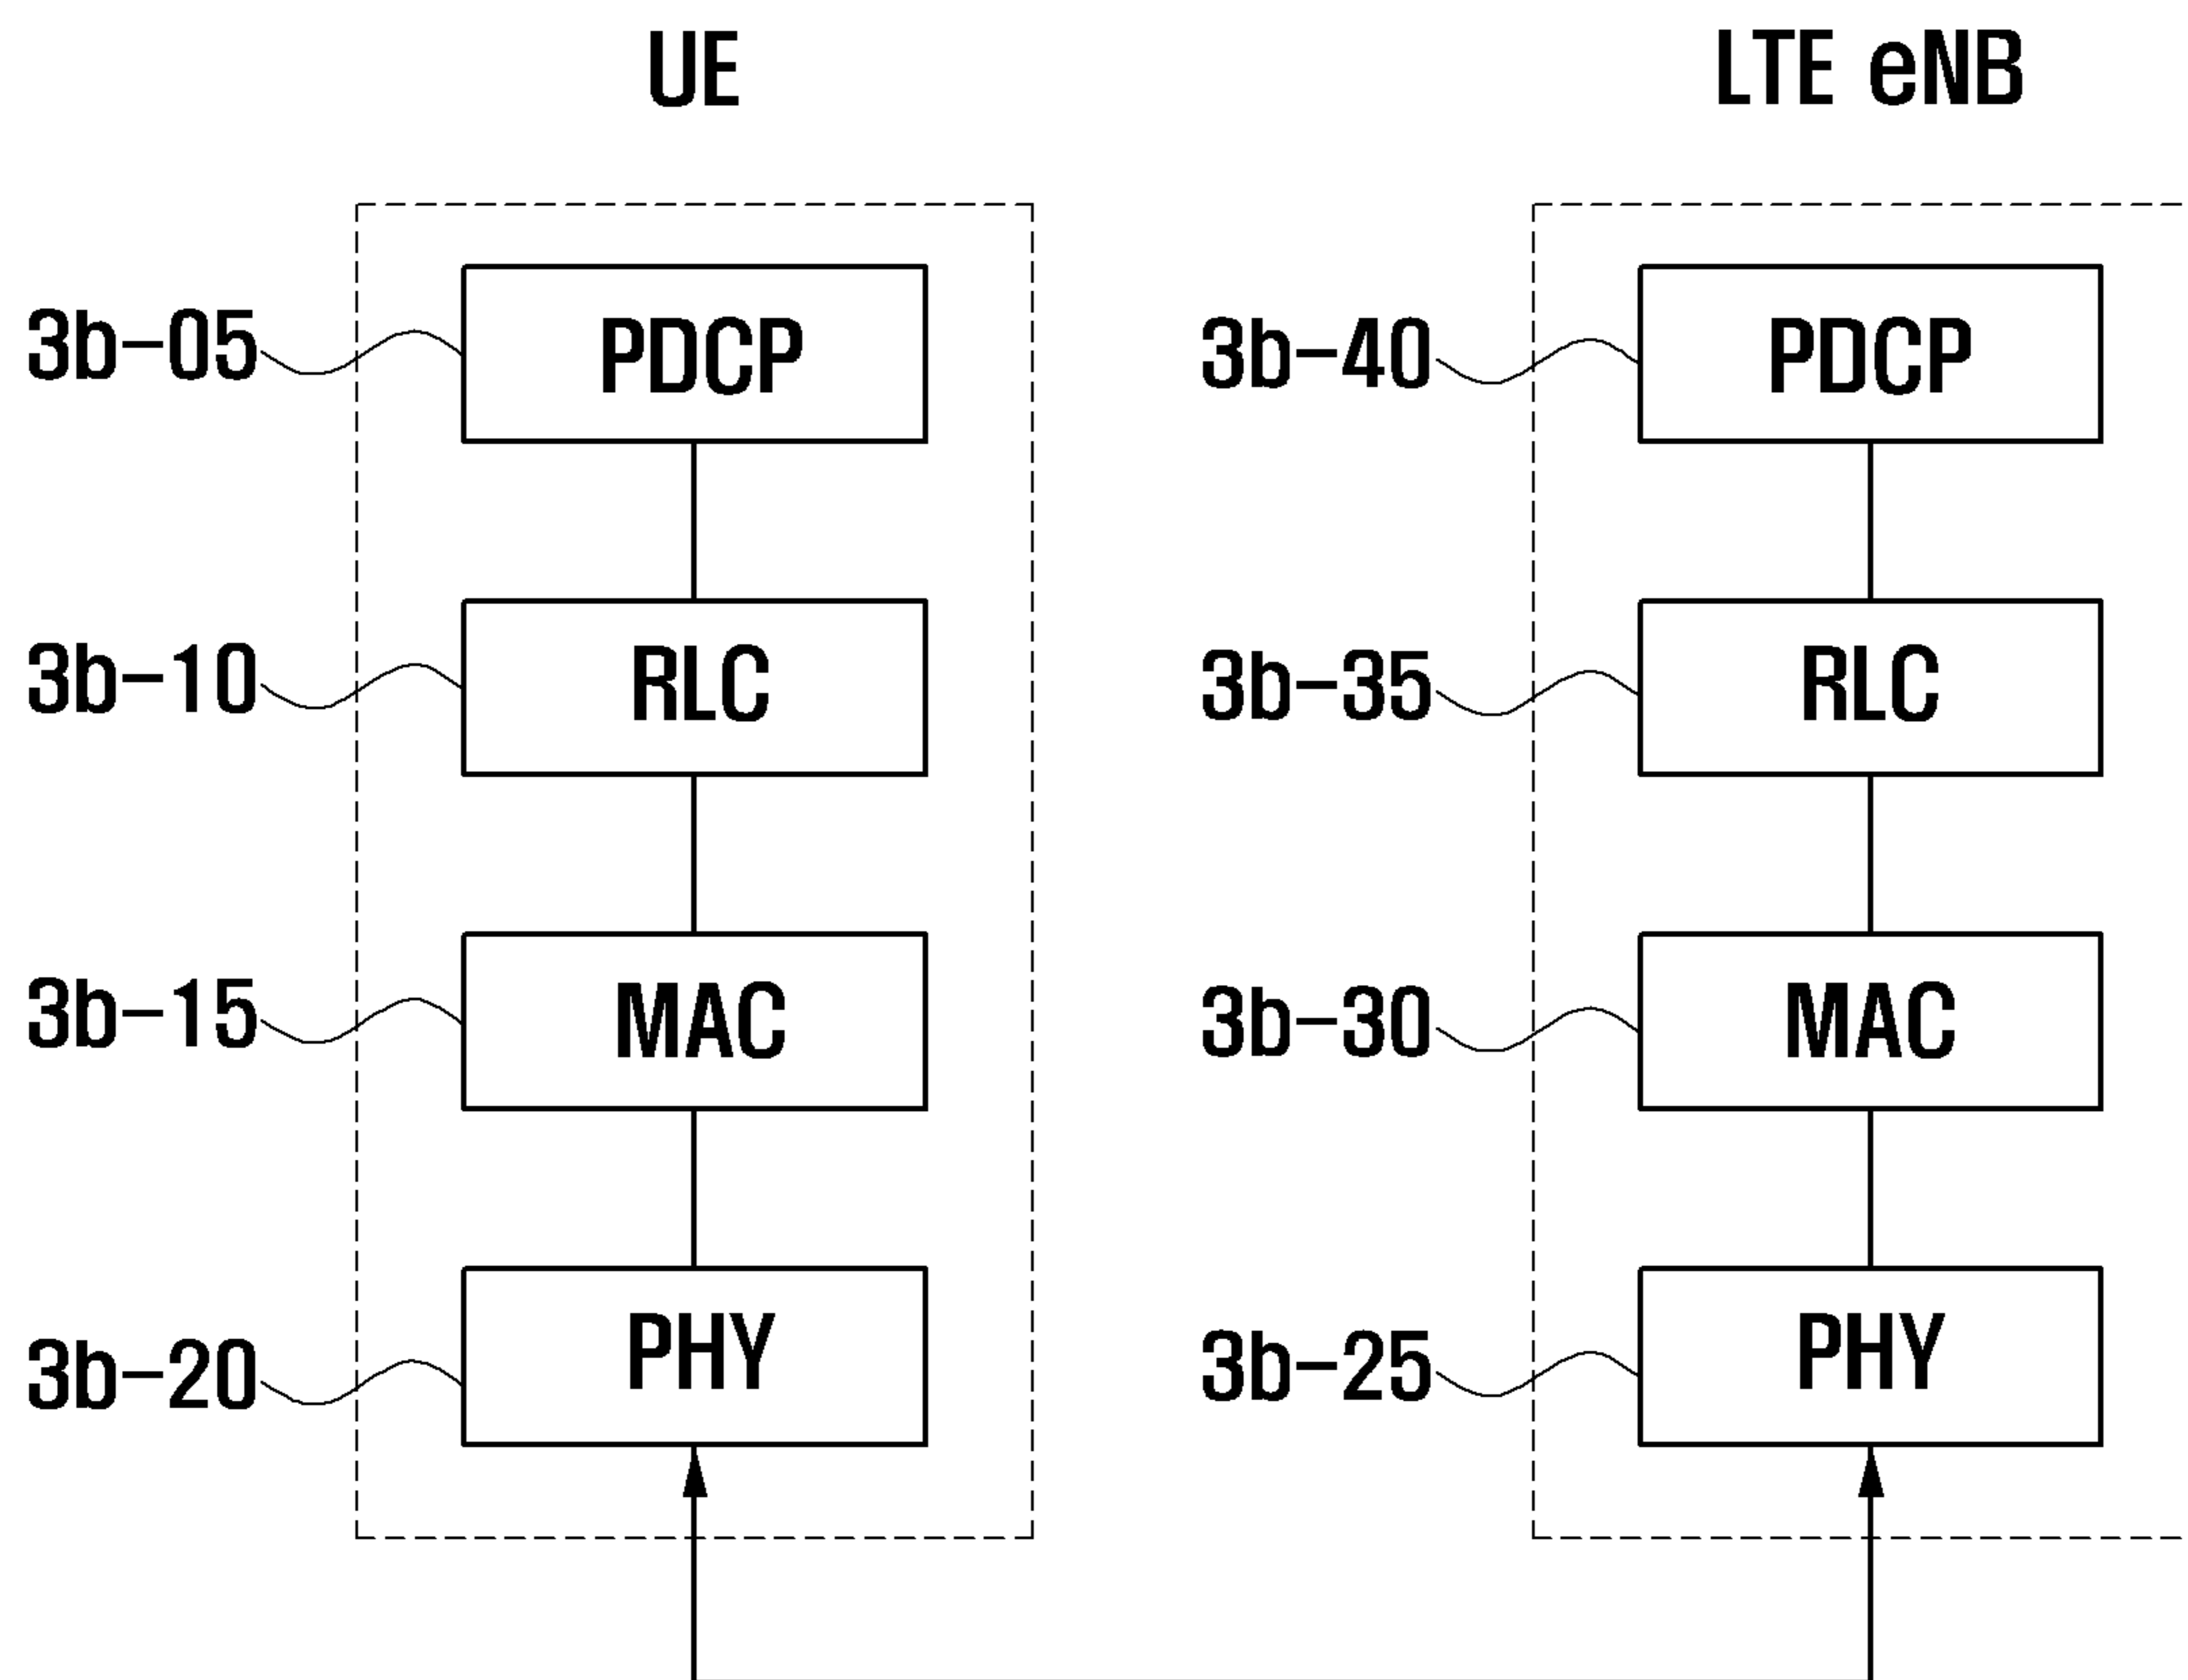 UE
LTE eNB
3b-05
PDCP
3b-40
PDCP
3b-10
RLC
3b-35
RLC
3b-15
MAC
3b-30
MAC
3b-20
PHY
3b-25
PHY